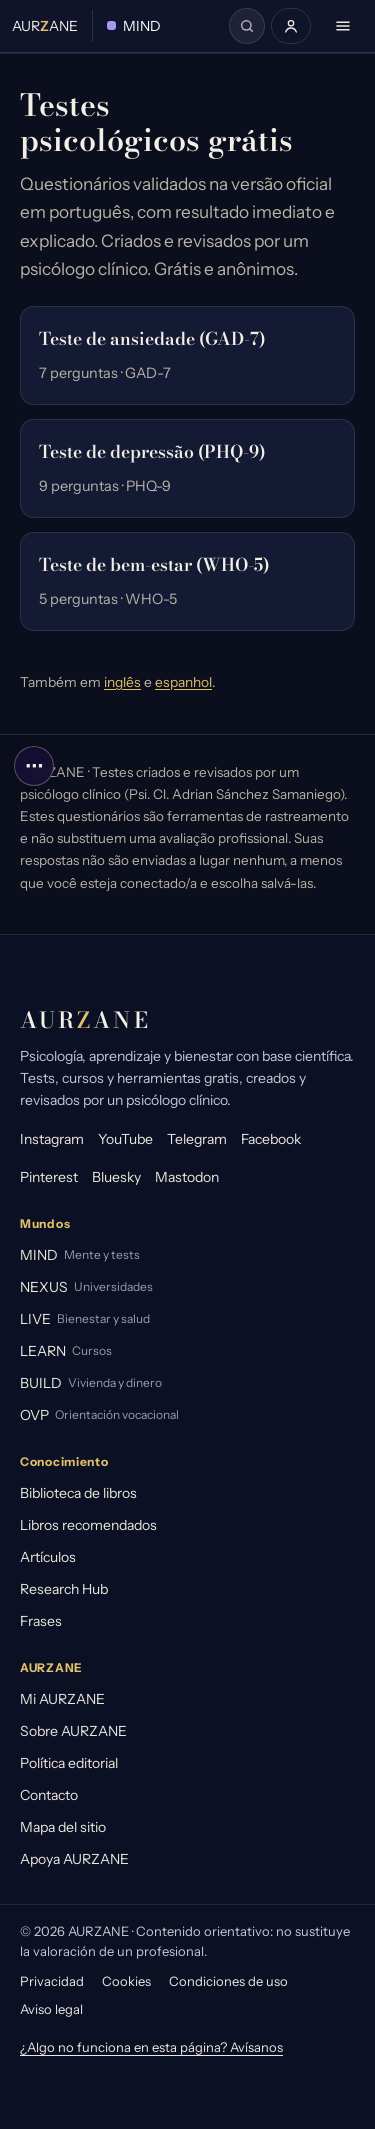 AURZANE MIND
Testes
psicológicos grátis
Questionários validados na versão oficial
em português, com resultado imediato e
explicado. Criados e revisados por um
psicólogo clínico. Grátis e anônimos.
Teste de ansiedade (GAD-7)
7 perguntas · GAD-7
Teste de depressão (PHQ-9)
9 perguntas · PHQ-9
Teste de bem-estar (WHO-5)
5 perguntas · WHO-5
Também em inglês e espanhol.
ZANE · Testes criados e revisados por um
psicólogo clínico (Psi. Cl. Adrian Sánchez Samaniego).
Estes questionários são ferramentas de rastreamento
e não substituem uma avaliação profissional. Suas
respostas não são enviadas a lugar nenhum, a menos
que você esteja conectado/a e escolha salvá-las.
AURZANE
Psicología, aprendizaje y bienestar con base científica.
Tests, cursos y herramientas gratis, creados y
revisados por un psicólogo clínico.
Instagram YouTube Telegram Facebook
Pinterest Bluesky Mastodon
Mundos
MIND Mente y tests
NEXUS Universidades
LIVE Bienestar y salud
LEARN Cursos
BUILD Vivienda y dinero
OVP Orientación vocacional
Conocimiento
Biblioteca de libros
Libros recomendados
Artículos
Research Hub
Frases
AURZANE
Mi AURZANE
Sobre AURZANE
Política editorial
Contacto
Mapa del sitio
Apoya AURZANE
© 2026 AURZANE · Contenido orientativo: no sustituye
la valoración de un profesional.
Privacidad Cookies Condiciones de uso
Aviso legal
¿Algo no funciona en esta página? Avísanos